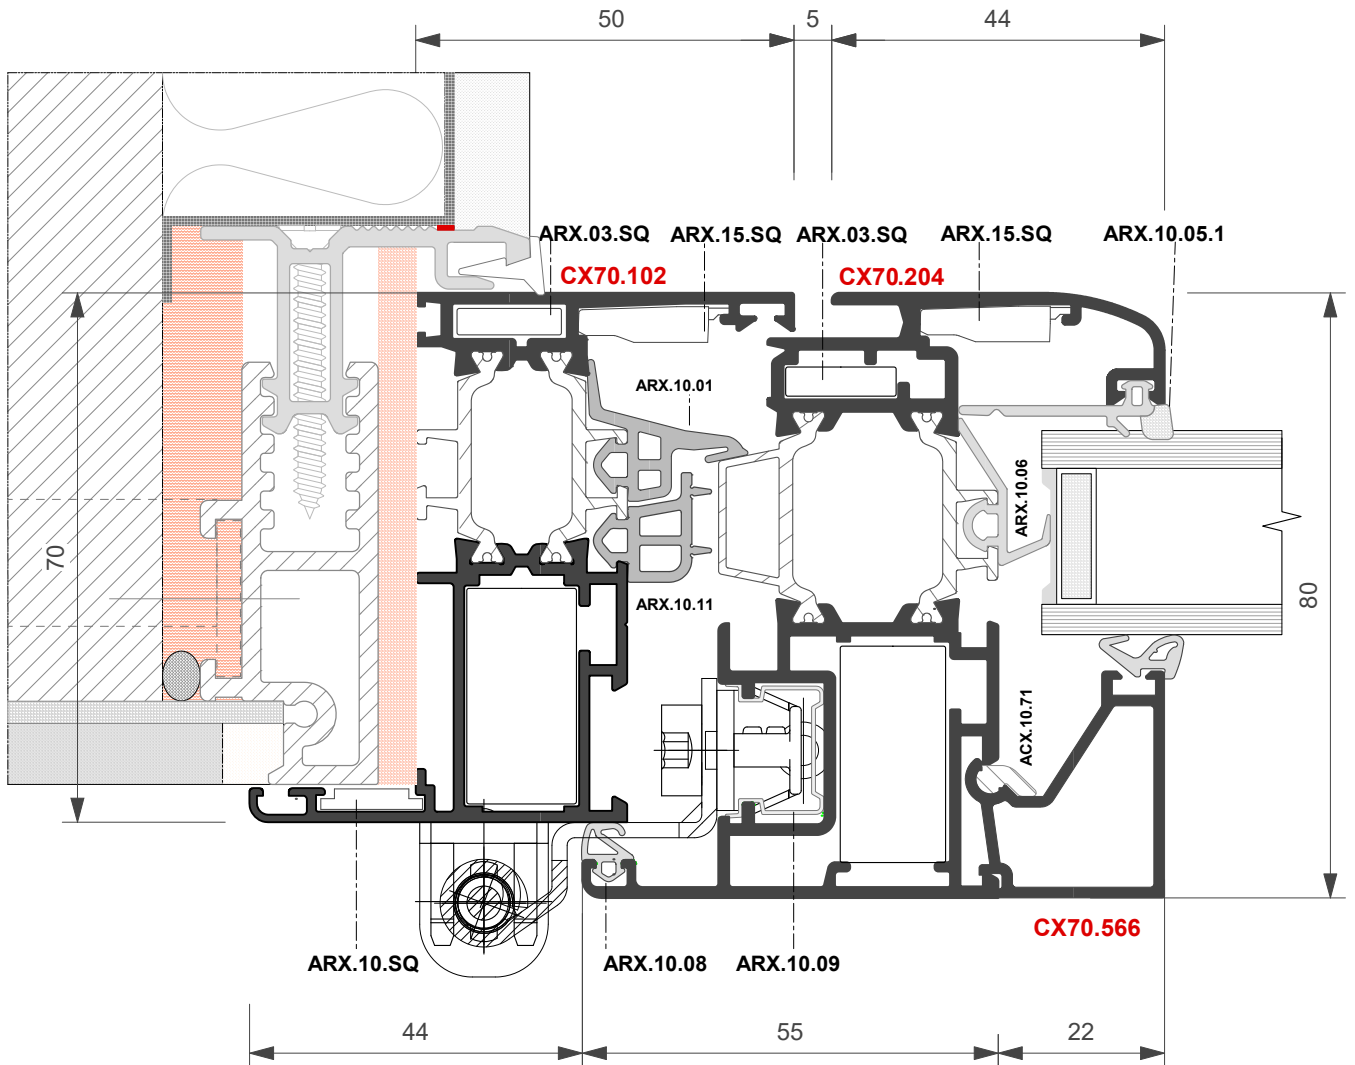 50 5 44
ARX.03.SQ ARX.15.SQ ARX.03.SQ ARX.15.SQ ARX.10.05.1
CX70.102 CX70.204
ARX.10.01
ARX.10.06
70
80
ARX.10.11
ACX.10.71
CX70.566
ARX.10.SQ ARX.10.08 ARX.10.09
44 55 22